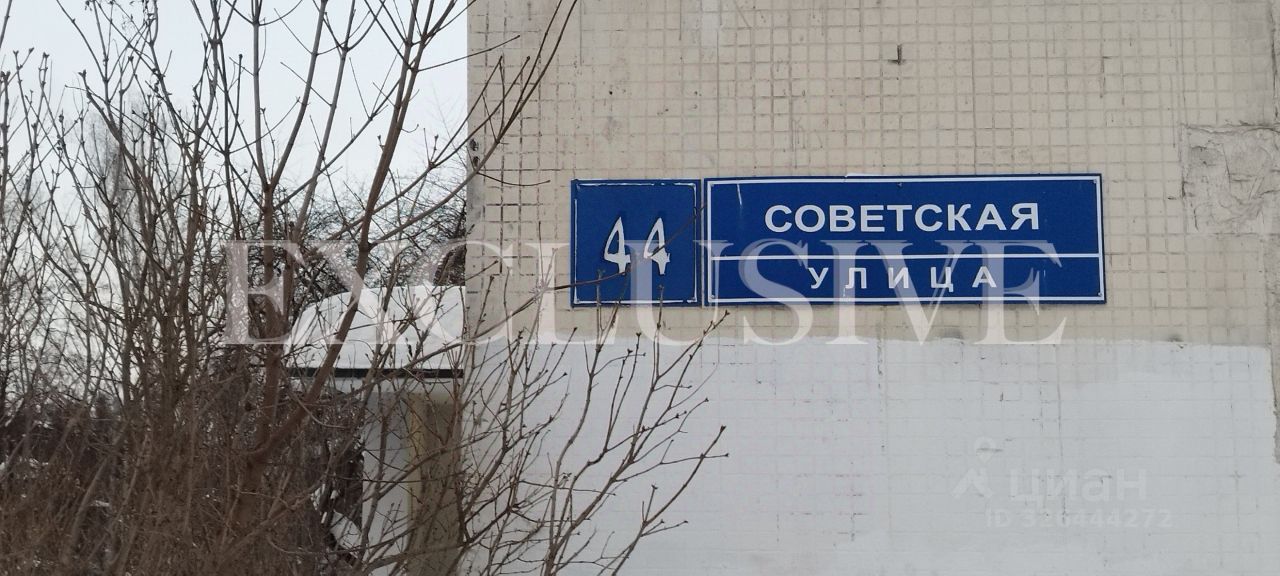 44
СОВЕТСКАЯ
УЛИЦА
EXCLUSIVE
циан
ID 326444272